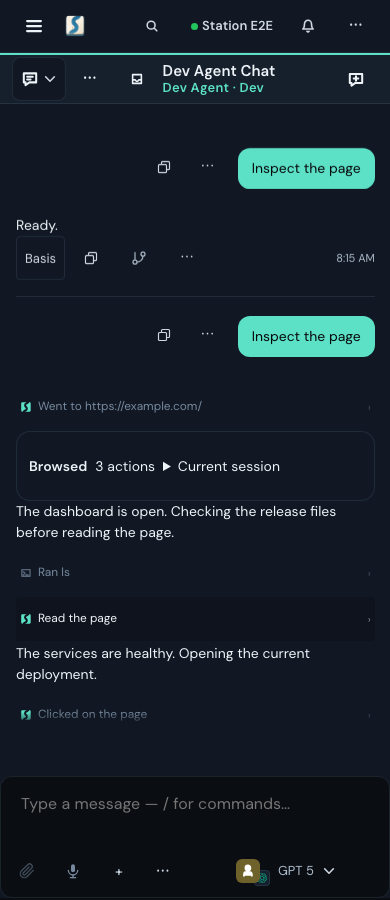 Station E2E
Dev Agent Chat
Dev Agent · Dev
Inspect the page
Ready.
Basis
8:15 AM
Inspect the page
Went to https://example.com/
Browsed 3 actions ▶ Current session
The dashboard is open. Checking the release files
before reading the page.
Ran ls
Read the page
The services are healthy. Opening the current
deployment.
Clicked on the page
Type a message — / for commands...
GPT 5